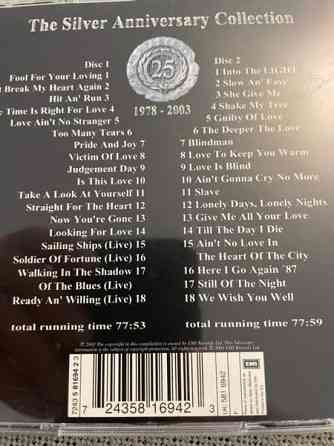 The Silver Anniversary Collection
25
1978 - 2003
Disc 1
Fool For Your Loving 1
Break My Heart Again 2
Hit An' Run 3
Time Is Right For Love 4
Love Ain't No Stranger 5
Too Many Tears 6
Pride And Joy 7
Victim Of Love 8
Judgement Day 9
Is This Love 10
Take A Look At Yourself 11
Straight For The Heart 12
Now You're Gone 13
Looking For Love 14
Sailing Ships (Live) 15
Soldier Of Fortune (Live) 16
Walking In The Shadow 17
Of The Blues (Live)
Ready An' Willing (Live) 18
total running time 77:53
Disc 2
1 Into The LIGHT
2 Slow An' Easy
3 She Give Me
4 Shake My Tree
5 Guilty Of Love
6 The Deeper The Love
7 Blindman
8 Love To Keep You Warm
9 Love Is Blind
10 Ain't Gonna Cry No More
11 Slave
12 Lonely Days, Lonely Nights
13 Give Me All Your Love
14 Till The Day I Die
15 Ain't No Love In
The Heart Of The City
16 Here I Go Again '87
17 Still Of The Night
18 We Wish You Well
total running time 77:59
7243 5 81694 2 3
7 24358 16942 3
UK 581 6942
EMI